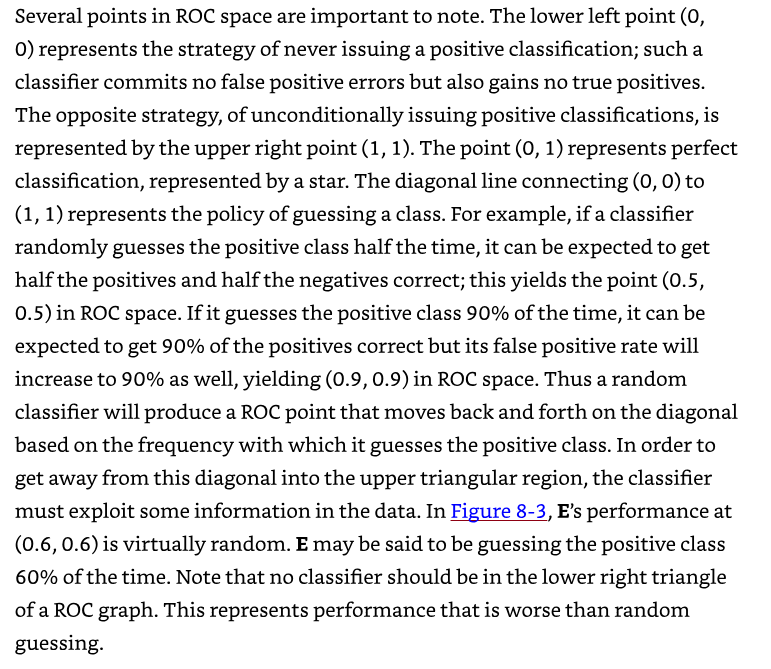 Several points in ROC space are important to note. The lower left point (0,
0) represents the strategy of never issuing a positive classification; such a
classifier commits no false positive errors but also gains no true positives.
The opposite strategy, of unconditionally issuing positive classifications, is
represented by the upper right point (1, 1). The point (0, 1) represents perfect
classification, represented by a star. The diagonal line connecting (0, 0) to
(1, 1) represents the policy of guessing a class. For example, if a classifier
randomly guesses the positive class half the time, it can be expected to get
half the positives and half the negatives correct; this yields the point (0.5,
0.5) in ROC space. If it guesses the positive class 90% of the time, it can be
expected to get 90% of the positives correct but its false positive rate will
increase to 90% as well, yielding (0.9, 0.9) in ROC space. Thus a random
classifier will produce a ROC point that moves back and forth on the diagonal
based on the frequency with which it guesses the positive class. In order to
get away from this diagonal into the upper triangular region, the classifier
must exploit some information in the data. In Figure 8-3, E’s performance at
(0.6, 0.6) is virtually random. E may be said to be guessing the positive class
60% of the time. Note that no classifier should be in the lower right triangle
of a ROC graph. This represents performance that is worse than random
guessing.